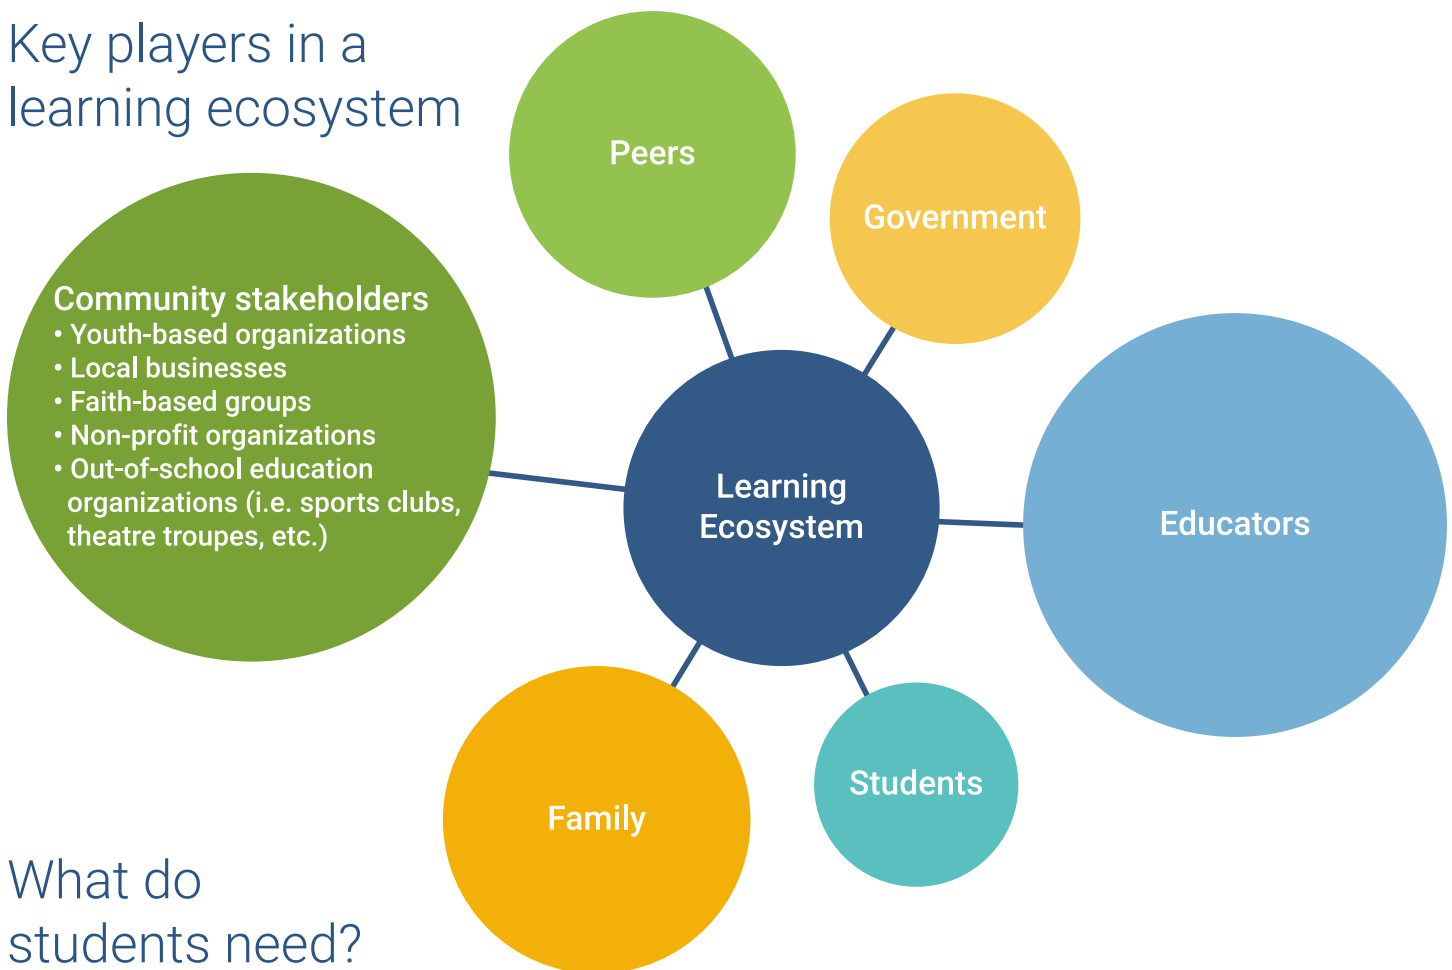 Key players in a
learning ecosystem
Peers
Government
Community stakeholders
• Youth-based organizations
• Local businesses
• Faith-based groups
• Non-profit organizations
• Out-of-school education
organizations (i.e. sports clubs,
theatre troupes, etc.)
Learning
Ecosystem
Educators
Students
Family
What do
students need?